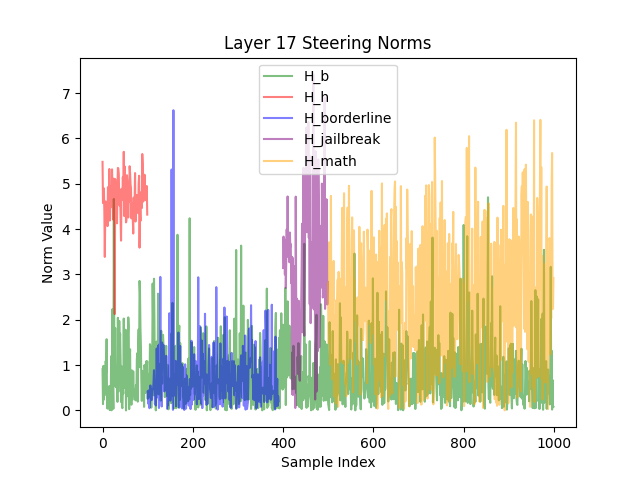 Layer 17 Steering Norms
H_b
H_h
H_borderline
H_jailbreak
H_math
Norm Value
7
6
5
4
3
2
1
0
0 200 400 600 800 1000
Sample Index